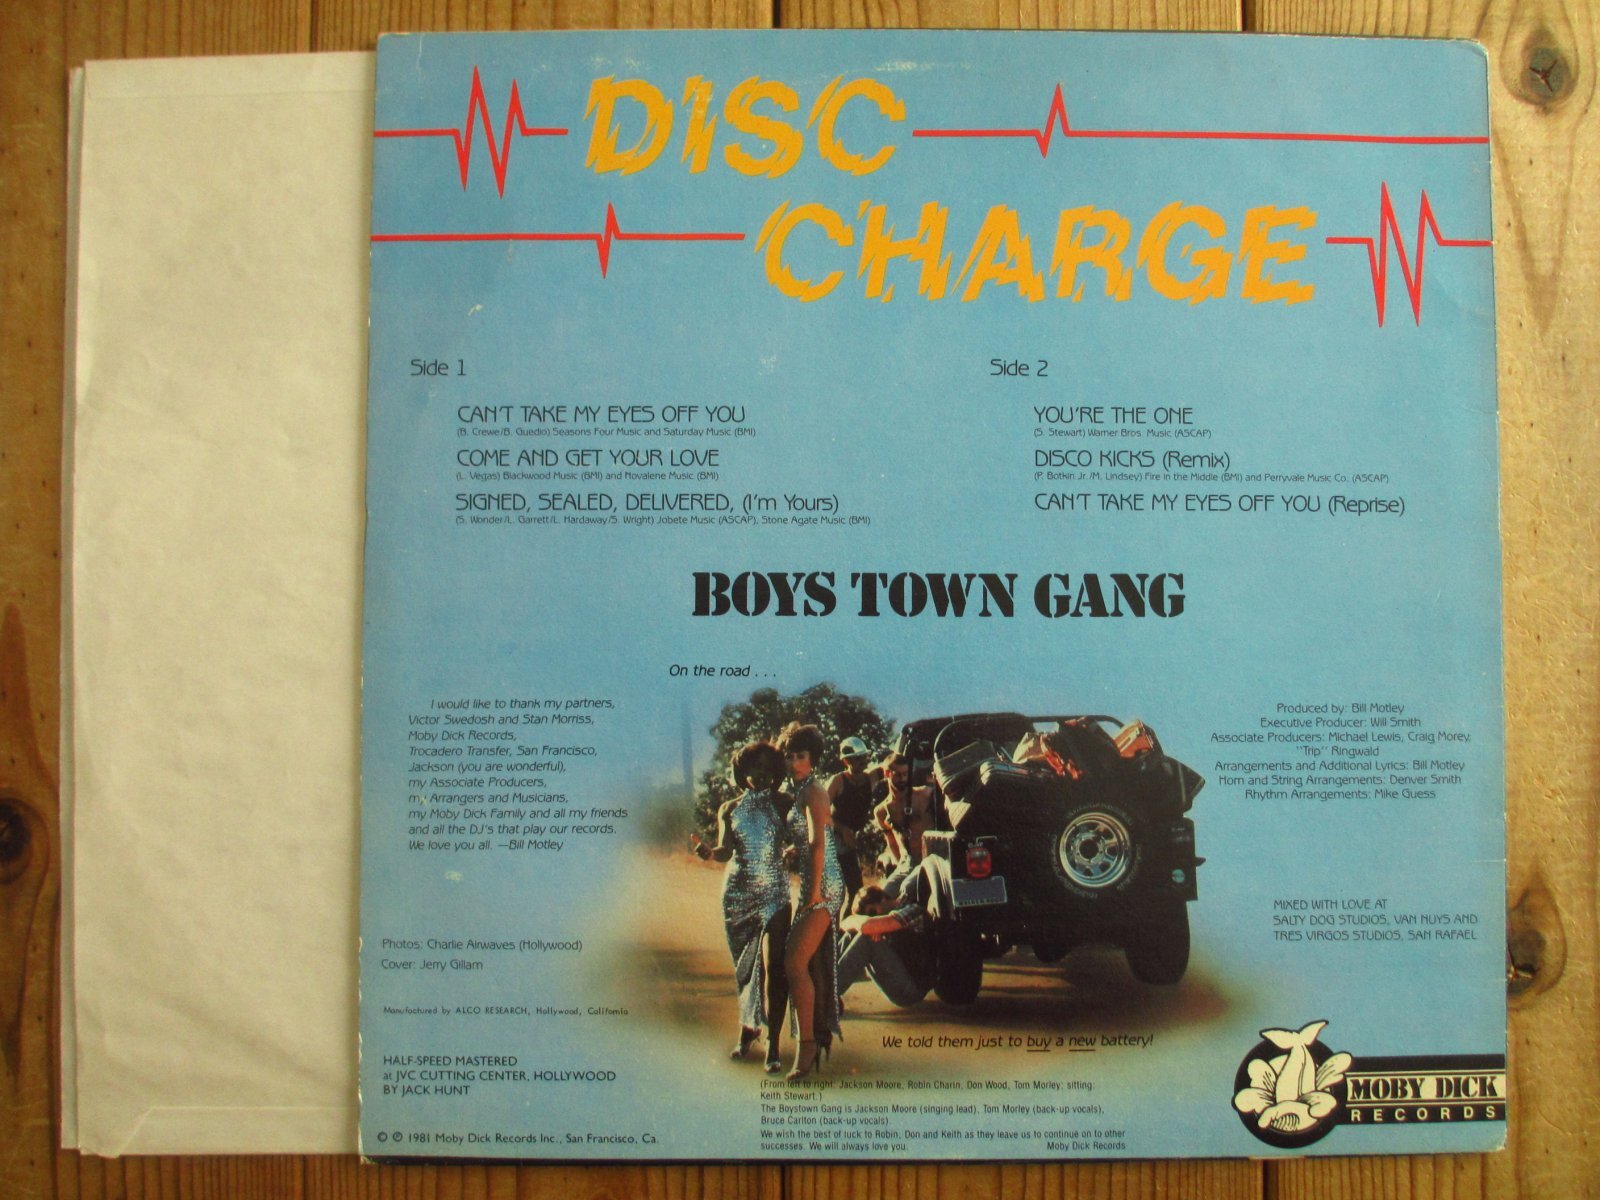 DISC
CHARGE
Side 1
CAN'T TAKE MY EYES OFF YOU
(B. Crewe/B. Guedio) Seasons Four Music and Saturday Music (BMI)
COME AND GET YOUR LOVE
(L. Vegas) Blackwood Music (BMI) and Novalene Music (BMI)
SIGNED, SEALED, DELIVERED, (I'm Yours)
(S. Wonder/L. Garrett/L. Hardaway/S. Wright) Jobete Music (ASCAP), Stone Agate Music (BMI)
Side 2
YOU'RE THE ONE
(S. Stewart) Warner Bros. Music (ASCAP)
DISCO KICKS (Remix)
(P. Botkin Jr./M. Lindsey) Fire in the Middle (BMI) and Perryvale Music Co. (ASCAP)
CAN'T TAKE MY EYES OFF YOU (Reprise)
BOYS TOWN GANG
On the road . . .
I would like to thank my partners,
Victor Swedosh and Stan Morriss,
Moby Dick Records,
Trocadero Transfer, San Francisco,
Jackson (you are wonderful),
my Associate Producers,
my Arrangers and Musicians,
my Moby Dick Family and all my friends
and all the DJ's that play our records.
We love you all. —Bill Motley
Produced by: Bill Motley
Executive Producer: Will Smith
Associate Producers: Michael Lewis, Craig Morey,
"Trip" Ringwald
Arrangements and Additional Lyrics: Bill Motley
Horn and String Arrangements: Denver Smith
Rhythm Arrangements: Mike Guess
MIXED WITH LOVE AT
SALTY DOG STUDIOS, VAN NUYS AND
TRES VIRGOS STUDIOS, SAN RAFAEL
Photos: Charlie Airwaves (Hollywood)
Cover: Jerry Gillam
Manufactured by ALCO RESEARCH, Hollywood, California
HALF-SPEED MASTERED
at JVC CUTTING CENTER, HOLLYWOOD
BY JACK HUNT
© ℗ 1981 Moby Dick Records Inc., San Francisco, Ca.
We told them just to buy a new battery!
(From left to right: Jackson Moore, Robin Charin, Don Wood, Tom Morley; sitting:
Keith Stewart.)
The Boystown Gang is Jackson Moore (singing lead), Tom Morley (back-up vocals),
Bruce Carlton (back-up vocals).
We wish the best of luck to Robin, Don and Keith as they leave us to continue on to other
successes. We will always love you. Moby Dick Records
MOBY DICK
RECORDS